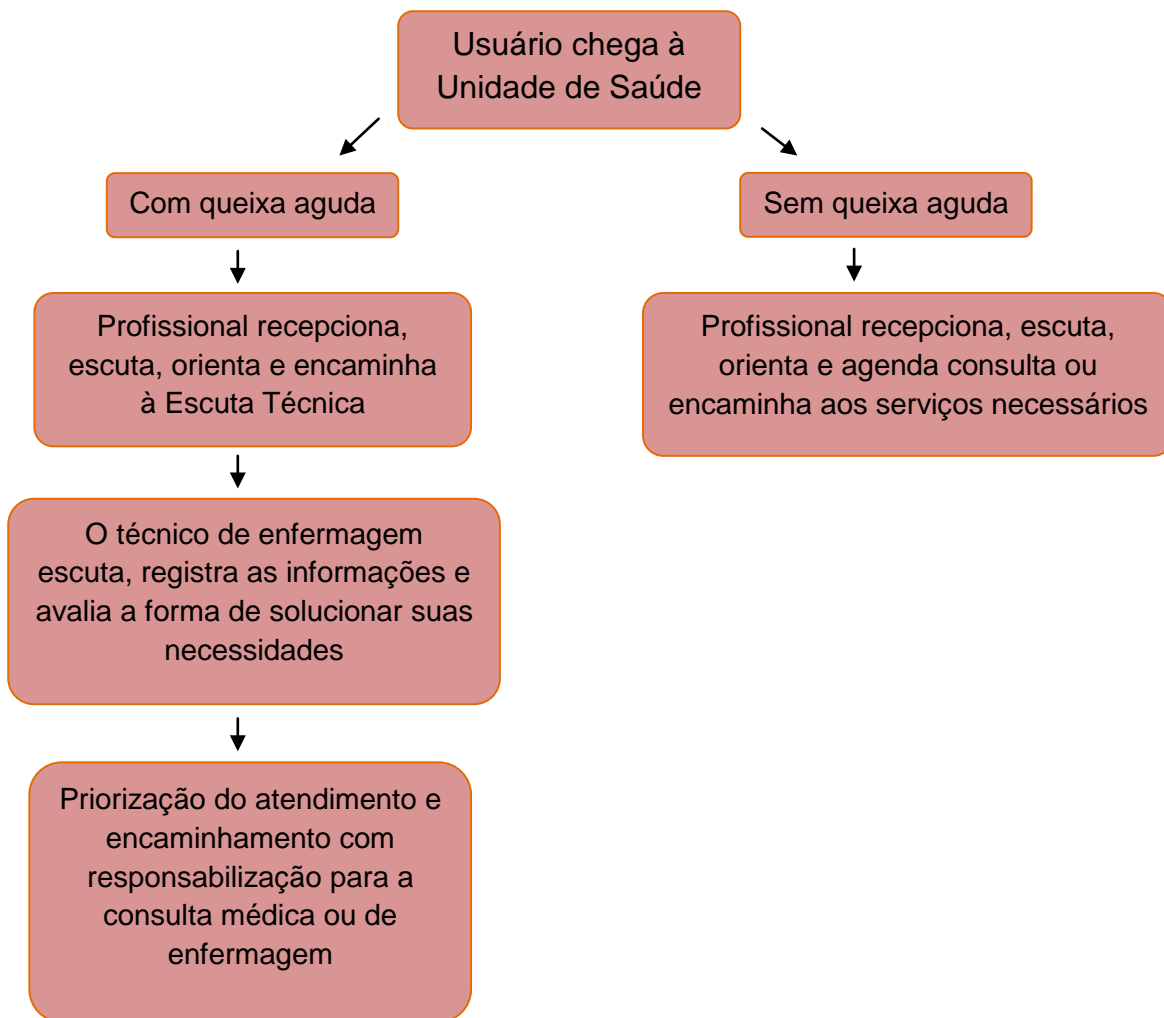 Usuário chega à
Unidade de Saúde
Com queixa aguda
Sem queixa aguda
Profissional recepciona,
escuta, orienta e encaminha
à Escuta Técnica
Profissional recepciona, escuta,
orienta e agenda consulta ou
encaminha aos serviços necessários
O técnico de enfermagem
escuta, registra as informações e
avalia a forma de solucionar suas
necessidades
Priorização do atendimento e
encaminhamento com
responsabilização para a
consulta médica ou de
enfermagem